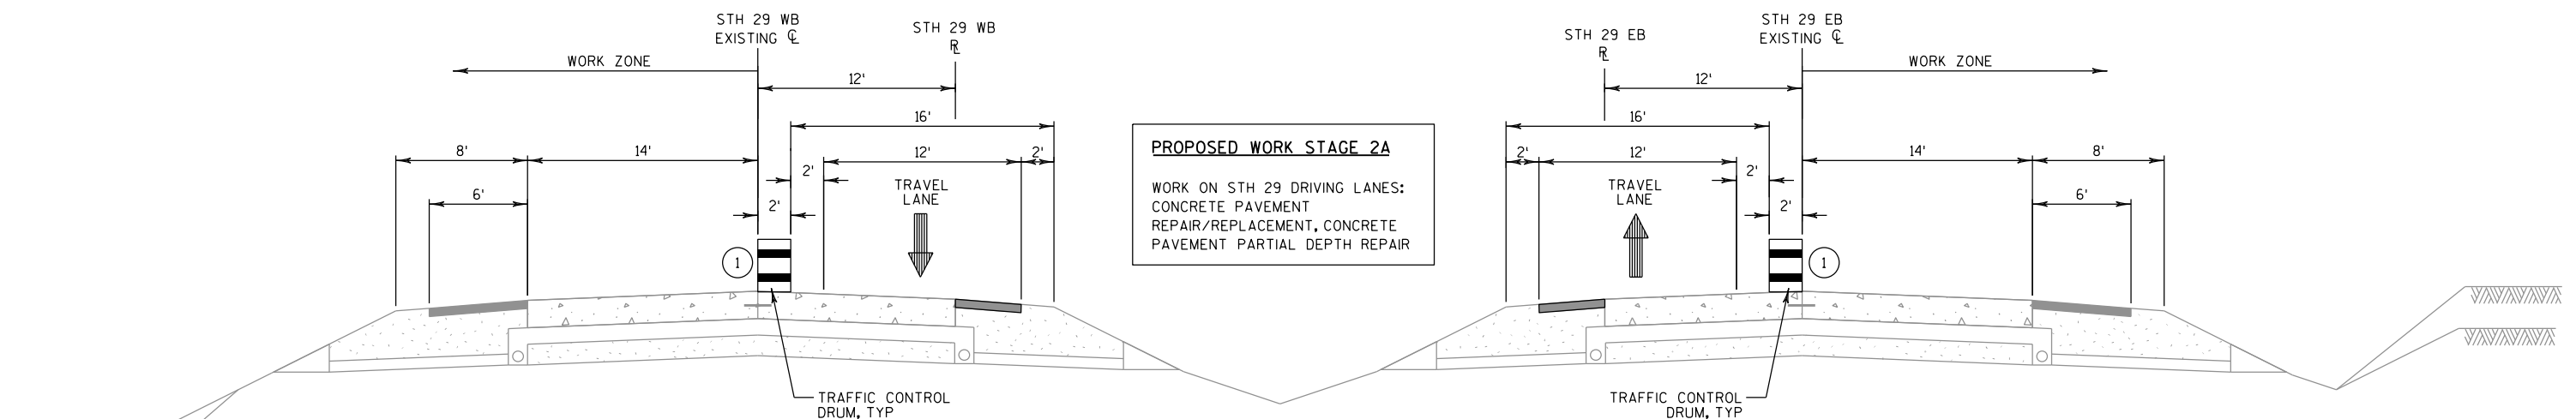 STH 29 WB
EXISTING ℄
STH 29 WB
R/L
WORK ZONE
12'
16'
8'
14'
12'
2'
2'
6'
2'
TRAVEL
LANE
1
TRAFFIC CONTROL
DRUM, TYP
PROPOSED WORK STAGE 2A
WORK ON STH 29 DRIVING LANES:
CONCRETE PAVEMENT
REPAIR/REPLACEMENT, CONCRETE
PAVEMENT PARTIAL DEPTH REPAIR
STH 29 EB
R/L
STH 29 EB
EXISTING ℄
WORK ZONE
12'
16'
2'
12'
2'
14'
8'
6'
2'
TRAVEL
LANE
1
TRAFFIC CONTROL
DRUM, TYP